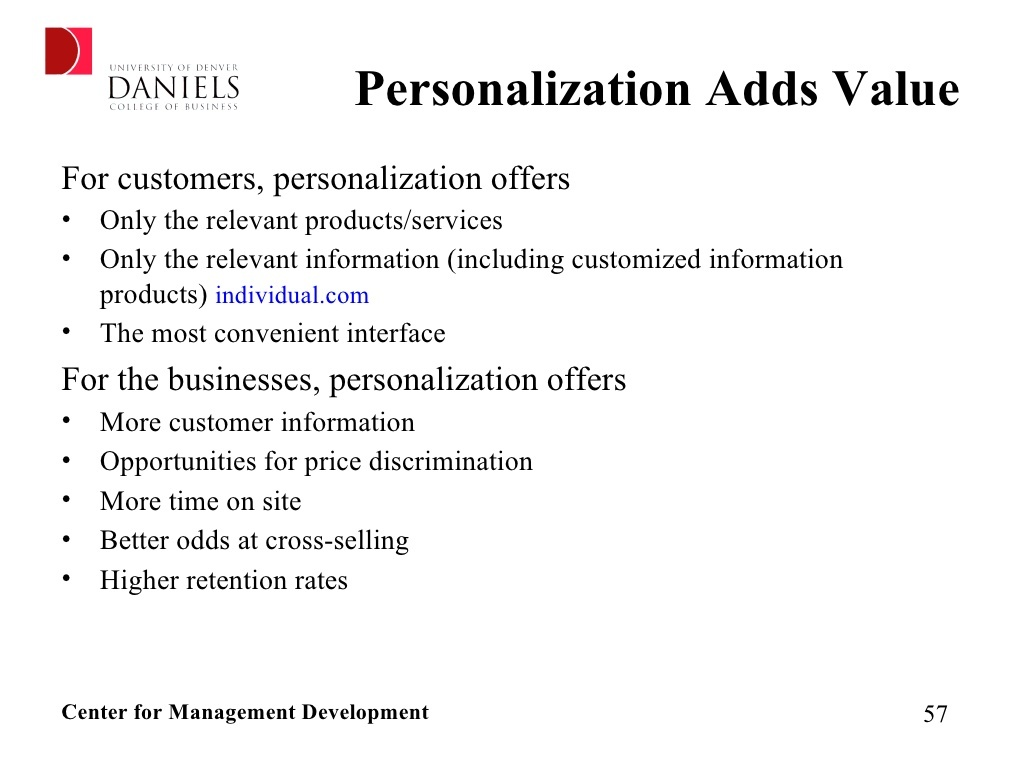 UNIVERSITY OF DENVER
DANIELS
COLLEGE OF BUSINESS
Personalization Adds Value
For customers, personalization offers
• Only the relevant products/services
• Only the relevant information (including customized information
products) individual.com
• The most convenient interface
For the businesses, personalization offers
• More customer information
• Opportunities for price discrimination
• More time on site
• Better odds at cross-selling
• Higher retention rates
Center for Management Development
57